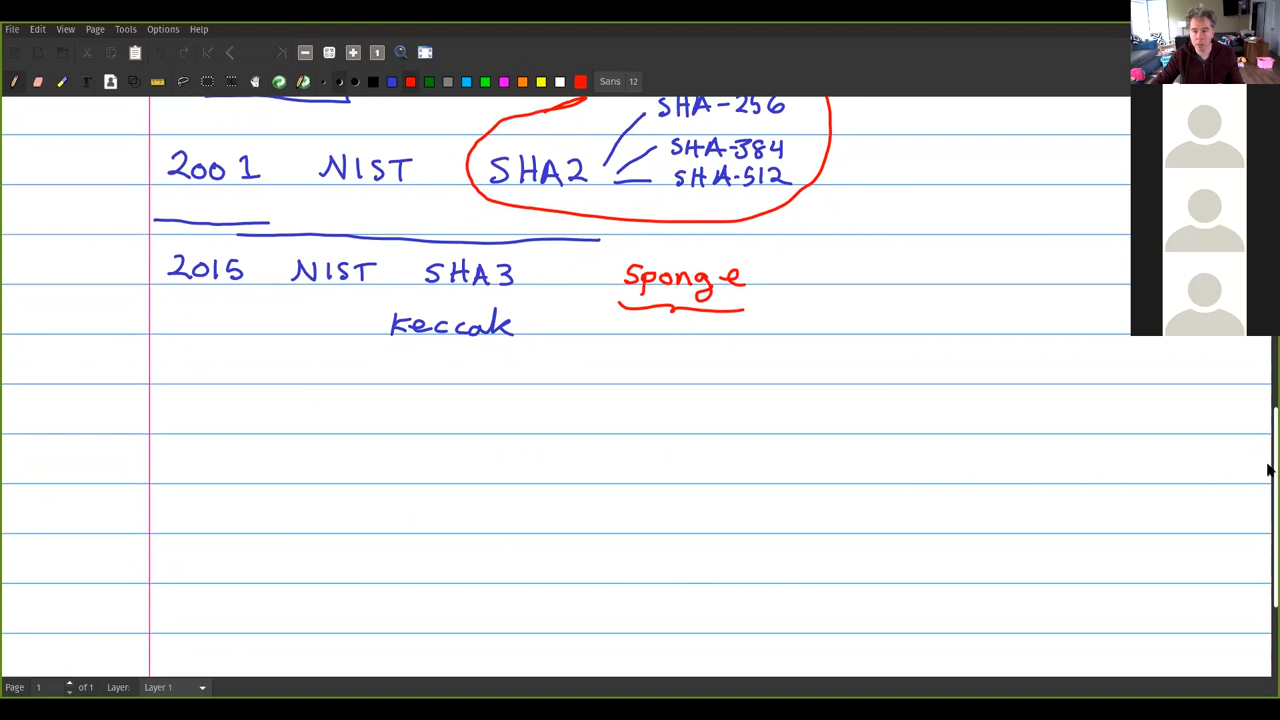 File Edit View Page Tools Options Help
Sans 12
SHA-256
2001 NIST SHA2 SHA-384
SHA-512
2015 NIST SHA3 Sponge
Keccak
Page 1 of 1 Layer: Layer 1